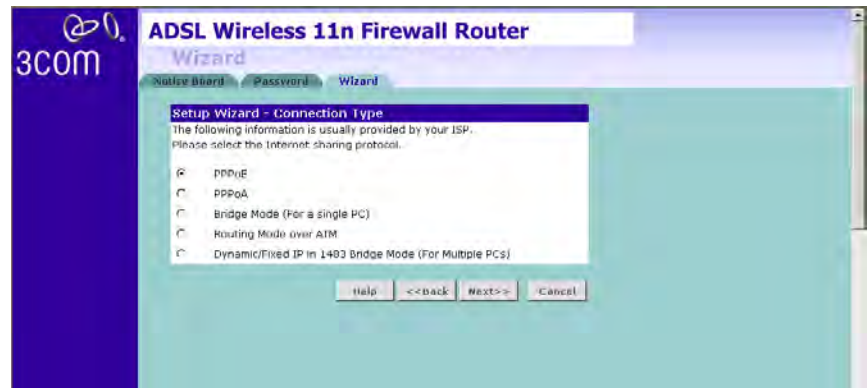 3COM
ADSL Wireless 11n Firewall Router
Wizard
Notice Board Password Wizard
Setup Wizard - Connection Type
The following information is usually provided by your ISP.
Please select the Internet sharing protocol.
PPPoE
PPPoA
Bridge Mode (For a single PC)
Routing Mode over ATM
Dynamic/Fixed IP in 1483 Bridge Mode (For Multiple PCs)
Help <<Back Next>> Cancel